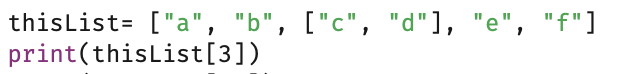 thisList= ["a", "b", ["c", "d"], "e", "f"]
print(thisList[3])